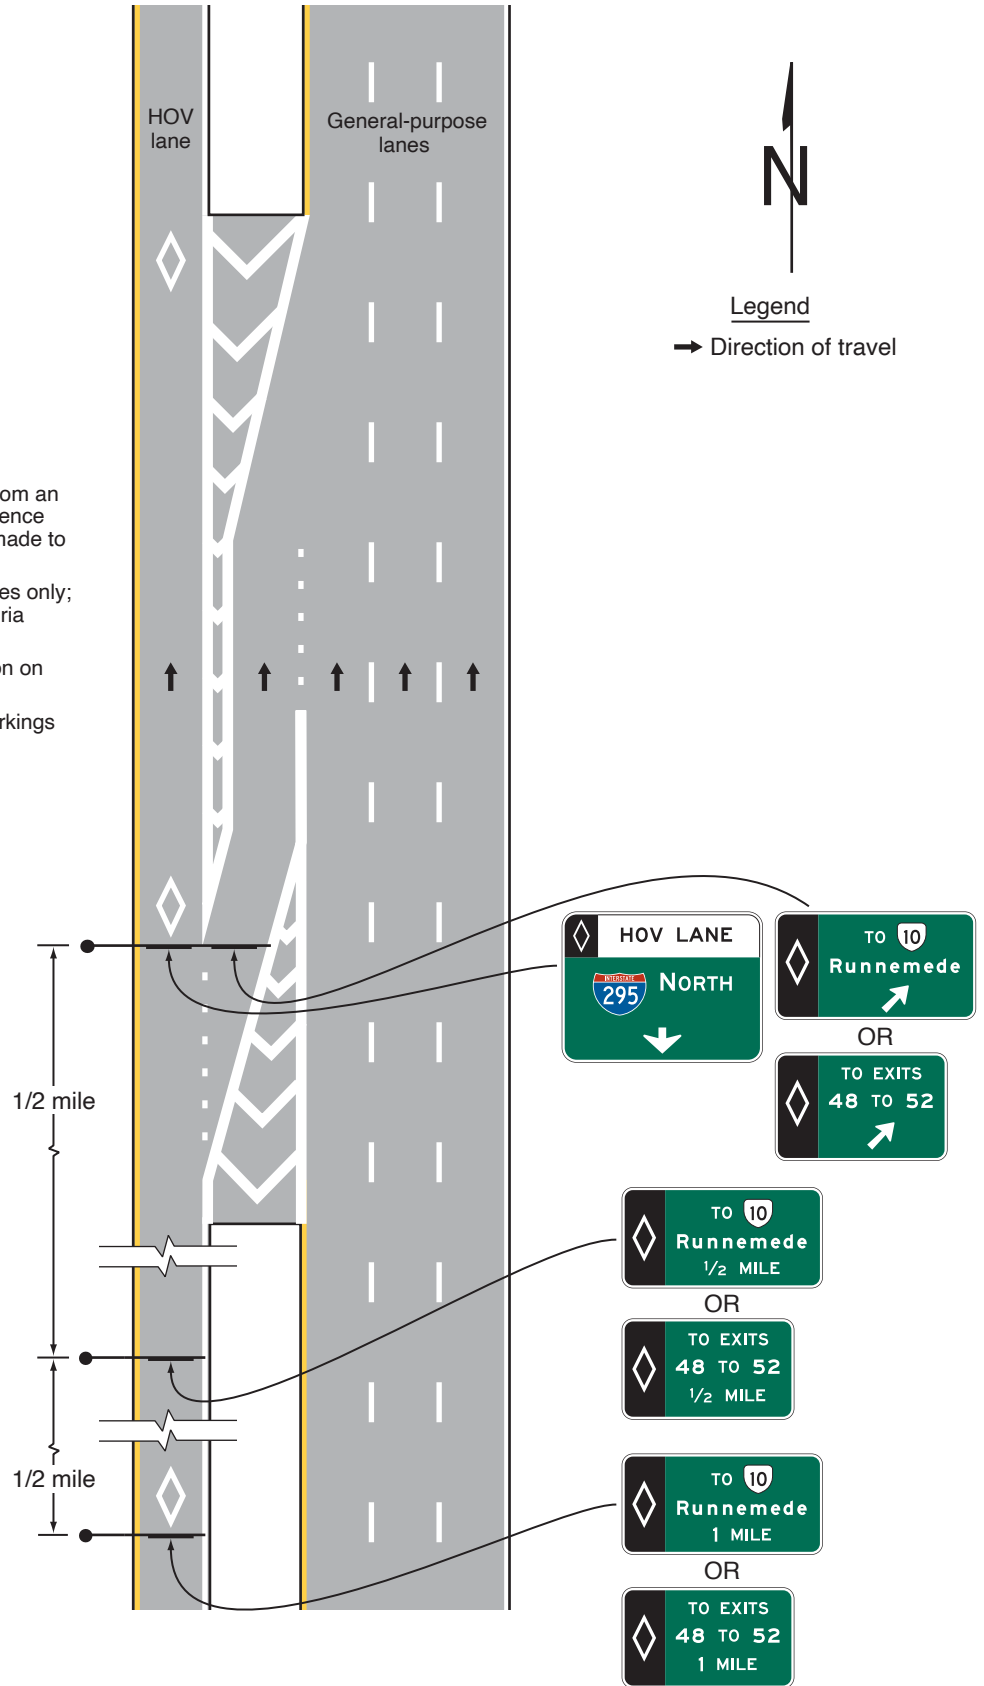 HOV
lane
General-purpose
lanes
N
Legend
Direction of travel
om an
ence
nade to
es only;
ria
on on
rkings
HOV LANE
INTERSTATE
295
NORTH
TO 10
Runnemede
OR
TO EXITS
48 TO 52
1/2 mile
TO 10
Runnemede
1/2 MILE
OR
TO EXITS
48 TO 52
1/2 MILE
1/2 mile
TO 10
Runnemede
1 MILE
OR
TO EXITS
48 TO 52
1 MILE